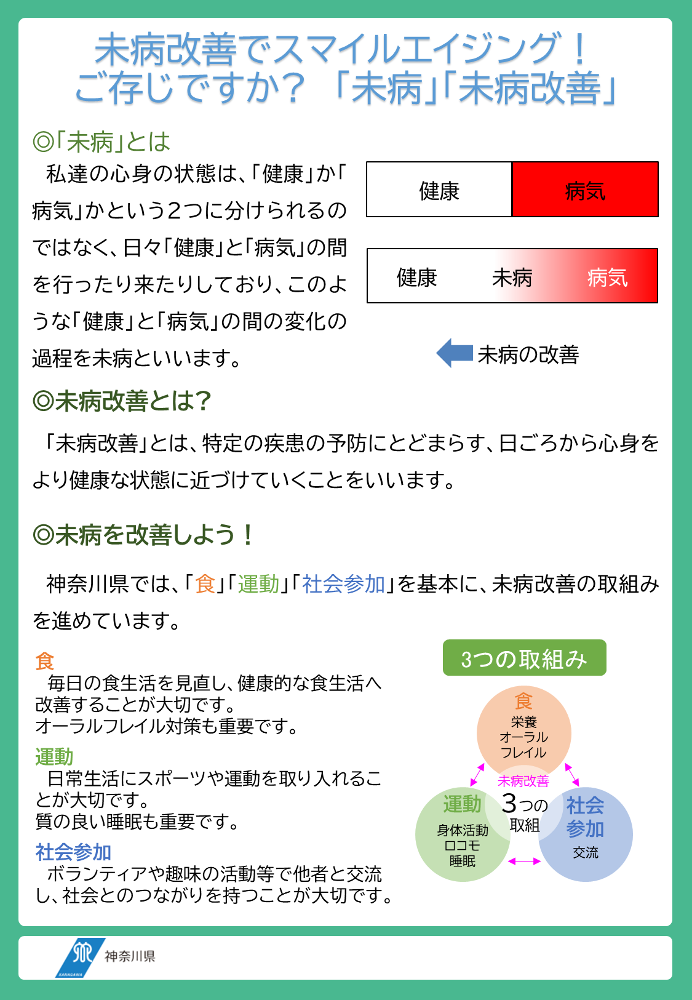 未病改善でスマイルエイジング！
ご存じですか？「未病」「未病改善」
◎「未病」とは
私達の心身の状態は、「健康」か「
病気」かという２つに分けられるの
ではなく、日々「健康」と「病気」の間
を行ったり来たりしており、このよ
うな「健康」と「病気」の間の変化の
過程を未病といいます。
健康　病気
健康　未病　病気
未病の改善
◎未病改善とは？
「未病改善」とは、特定の疾患の予防にとどまらす、日ごろから心身を
より健康な状態に近づけていくことをいいます。
◎未病を改善しよう！
神奈川県では、「食」「運動」「社会参加」を基本に、未病改善の取組み
を進めています。
食
毎日の食生活を見直し、健康的な食生活へ
改善することが大切です。
オーラルフレイル対策も重要です。
運動
日常生活にスポーツや運動を取り入れるこ
とが大切です。
質の良い睡眠も重要です。
社会参加
ボランティアや趣味の活動等で他者と交流
し、社会とのつながりを持つことが大切です。
3つの取組み
食
栄養
オーラル
フレイル
未病改善
３つの
取組
運動
身体活動
ロコモ
睡眠
社会
参加
交流
KANAGAWA
神奈川県